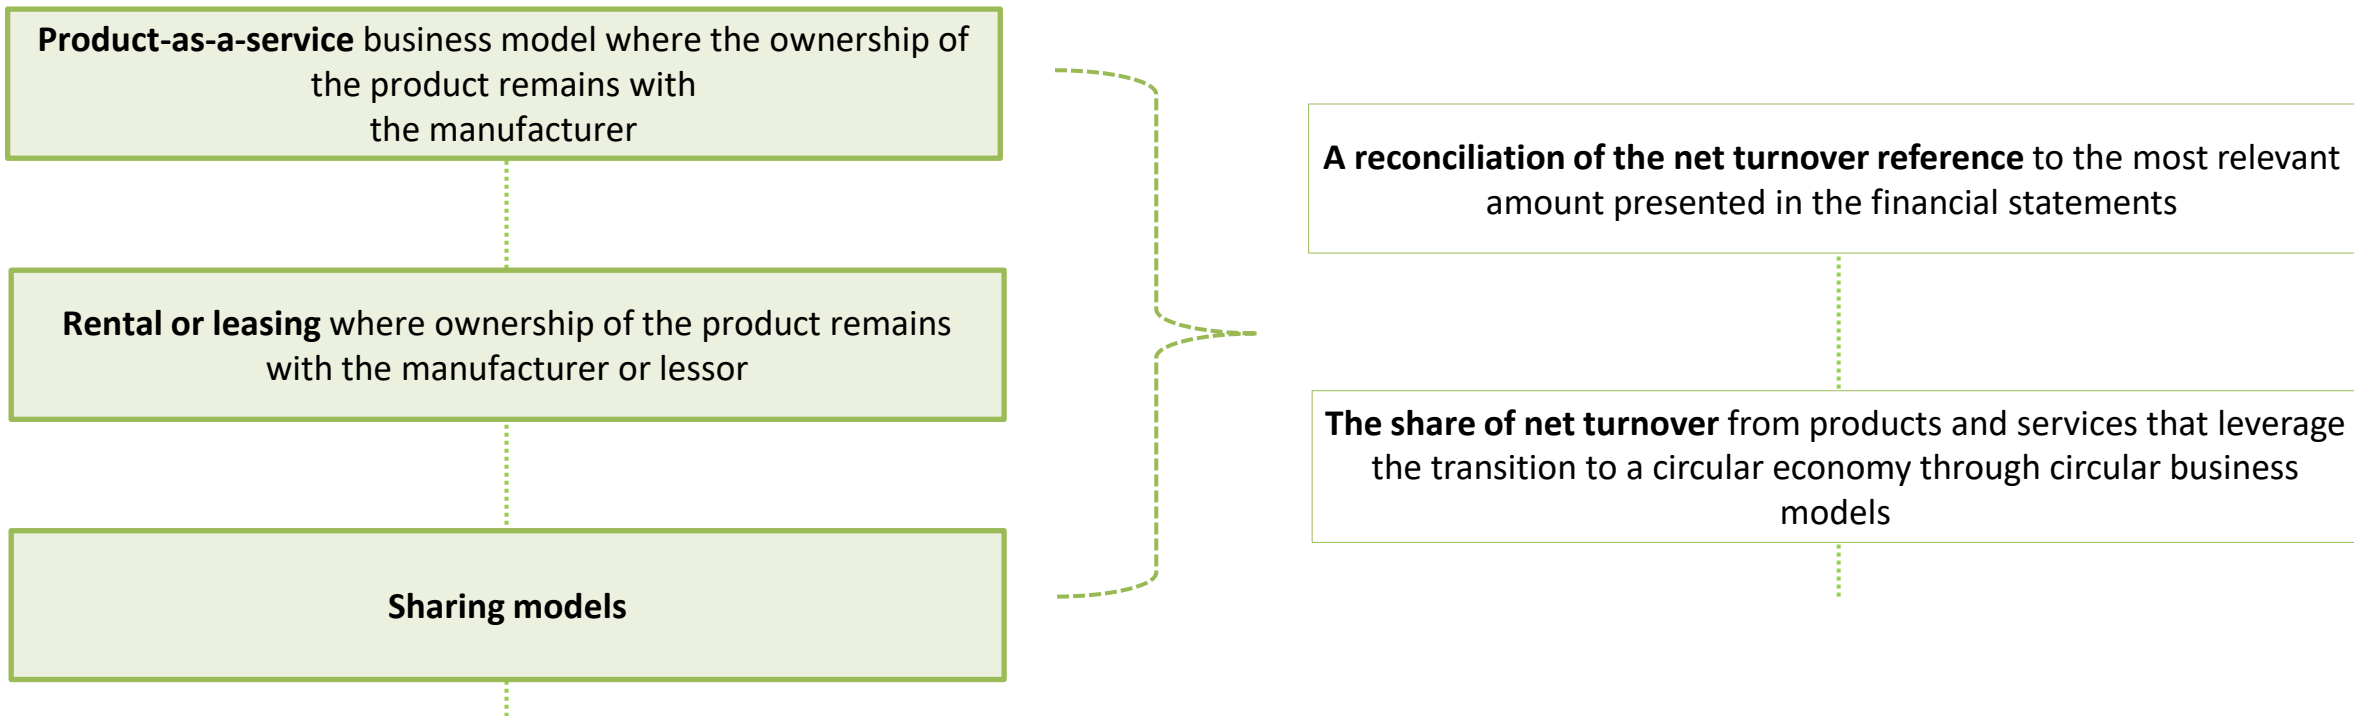 Product-as-a-service business model where the ownership of
the product remains with
the manufacturer
Rental or leasing where ownership of the product remains
with the manufacturer or lessor
Sharing models
A reconciliation of the net turnover reference to the most relevant
amount presented in the financial statements
The share of net turnover from products and services that leverage
the transition to a circular economy through circular business
models